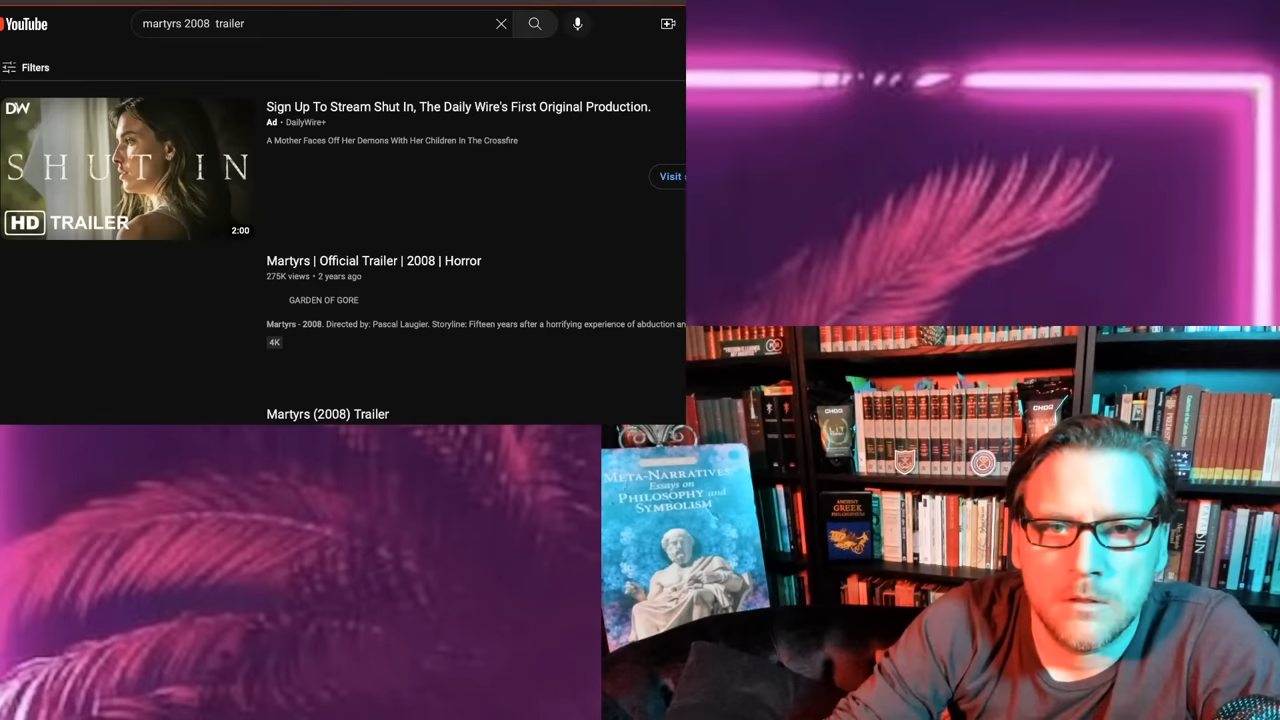 YouTube
martyrs 2008 trailer
Filters
DW
SHUT IN
HD TRAILER
2:00
Sign Up To Stream Shut In, The Daily Wire's First Original Production.
Ad · DailyWire+
A Mother Faces Off Her Demons With Her Children In The Crossfire
Visit
Martyrs | Official Trailer | 2008 | Horror
275K views · 2 years ago
GARDEN OF GORE
Martyrs - 2008. Directed by: Pascal Laugier. Storyline: Fifteen years after a horrifying experience of abduction an
4K
Martyrs (2008) Trailer
CHOQ
CHOQ
META-NARRATIVES:
Essays on
PHILOSOPHY and
SYMBOLISM
ANCIENT
GREEK
PHILOSOPHERS